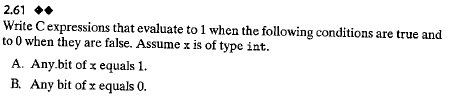 2.61 ◆◆
Write C expressions that evaluate to 1 when the following conditions are true and
to 0 when they are false. Assume x is of type int.
A. Any.bit of x equals 1.
B. Any bit of x equals 0.